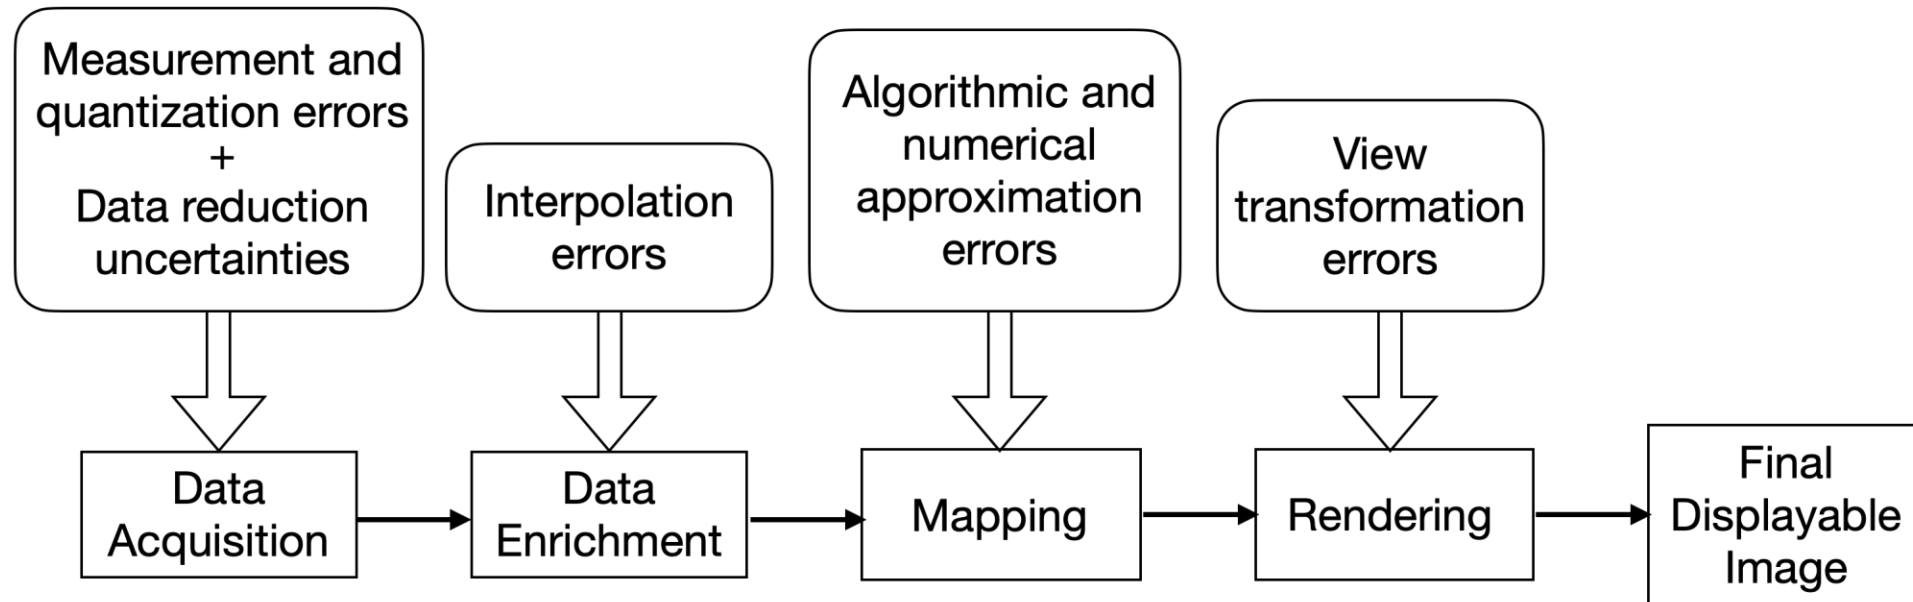 Measurement and
quantization errors
+
Data reduction
uncertainties
Interpolation
errors
Algorithmic and
numerical
approximation
errors
View
transformation
errors
Data
Acquisition
Data
Enrichment
Mapping
Rendering
Final
Displayable
Image